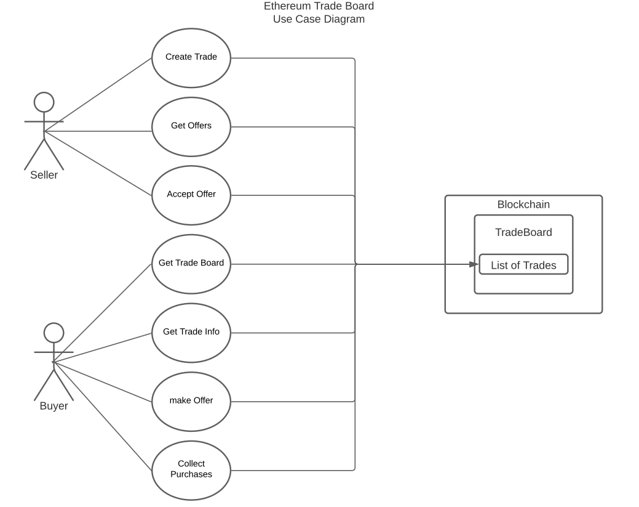 Ethereum Trade Board
Use Case Diagram
Create Trade
Get Offers
Seller
Accept Offer
Blockchain
TradeBoard
Get Trade Board
List of Trades
Get Trade Info
Buyer
make Offer
Collect
Purchases